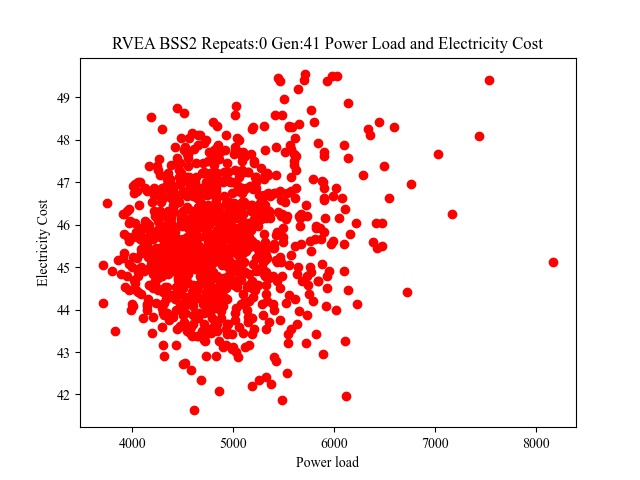 RVEA BSS2 Repeats:0 Gen:41 Power Load and Electricity Cost
49
48
47
46
45
44
43
42
Electricity Cost
4000 5000 6000 7000 8000
Power load